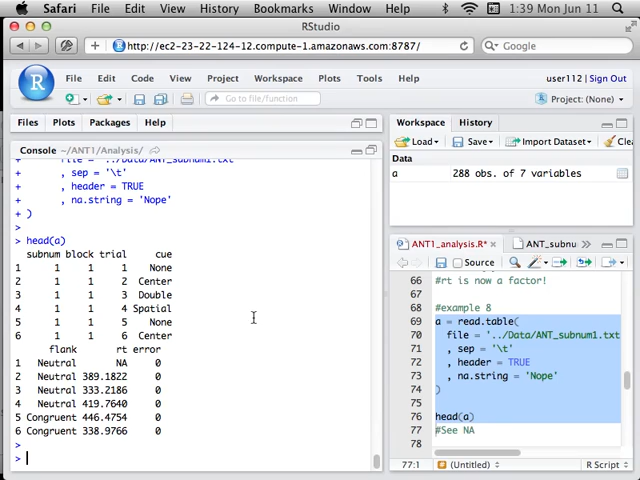 Safari File Edit View History Bookmarks Window 1:39 Mon Jun 11
RStudio
http://ec2-23-22-124-12.compute-1.amazonaws.com:8787/
Google
R File Edit Code View Project Workspace Plots Tools Help user112 | Sign Out
Go to file/function
Project: (None)
Files Plots Packages Help
Workspace History
Load Save Import Dataset
Data
a 288 obs. of 7 variables
Console ~/ANT1/Analysis/
+ file = '../Data/ANT_subnum1.txt
+ , sep = '\t'
+ , header = TRUE
+ , na.string = 'Nope'
+ )
>
> head(a)
subnum block trial cue
1 1 1 1 None
2 1 1 2 Center
3 1 1 3 Double
4 1 1 4 Spatial
5 1 1 5 None
6 1 1 6 Center
flank rt error
1 Neutral NA 0
2 Neutral 389.1822 0
3 Neutral 333.2186 0
4 Neutral 419.7640 0
5 Congruent 446.4754 0
6 Congruent 338.9766 0
>
>
ANT1_analysis.R* ANT_subnu
Source
66 #rt is now a factor!
67
68 #example 8
69 a = read.table(
70 file = '../Data/ANT_subnum1.txt
71 , sep = '\t'
72 , header = TRUE
73 , na.string = 'Nope'
74 )
75
76 head(a)
77 #See NA
78
77:1 (Untitled) R Script